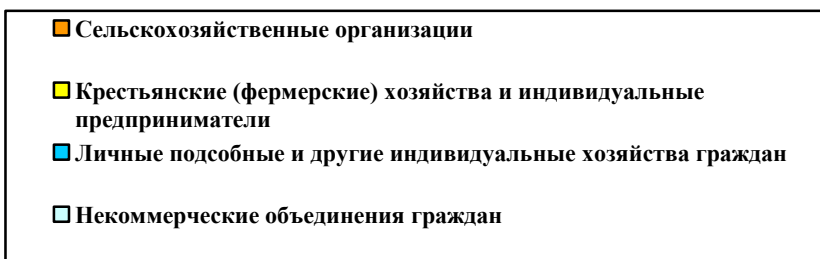 Сельскохозяйственные организации
Крестьянские (фермерские) хозяйства и индивидуальные
предприниматели
Личные подсобные и другие индивидуальные хозяйства граждан
Некоммерческие объединения граждан